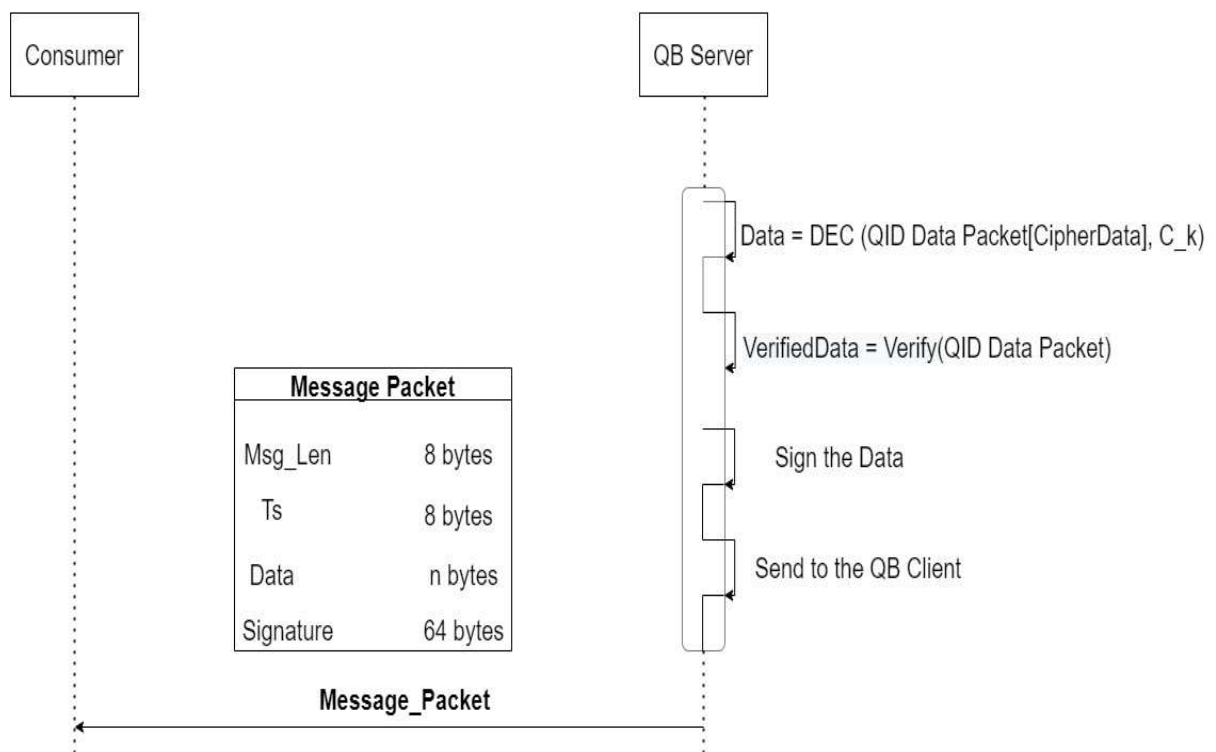 Consumer
QB Server
Data = DEC (QID Data Packet[CipherData], C_k)
VerifiedData = Verify(QID Data Packet)
Message Packet
Msg_Len 8 bytes
Ts 8 bytes
Data n bytes
Signature 64 bytes
Sign the Data
Send to the QB Client
Message_Packet